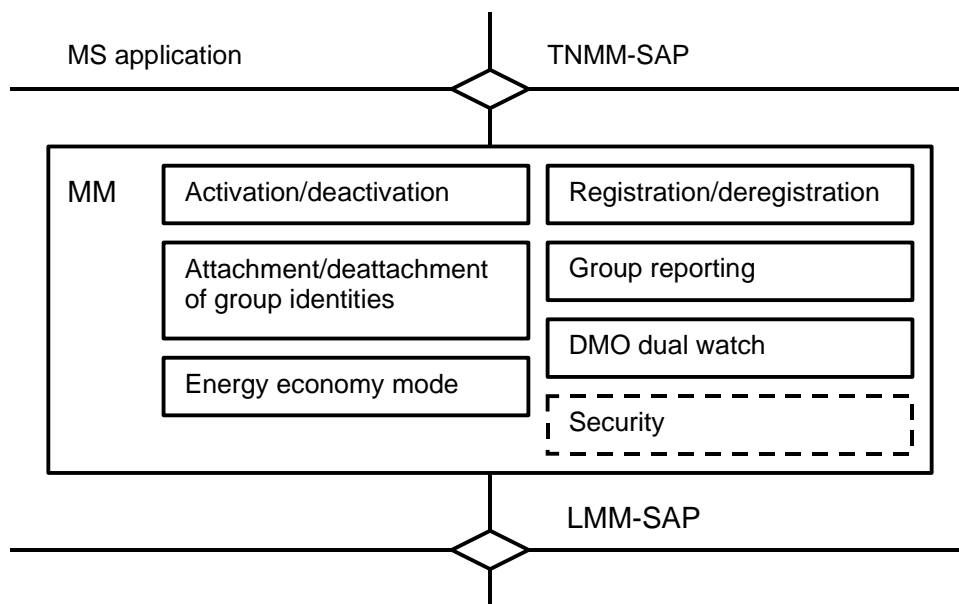 MS application
TNMM-SAP
MM
Activation/deactivation
Registration/deregistration
Attachment/deattachment
of group identities
Group reporting
DMO dual watch
Energy economy mode
Security
LMM-SAP